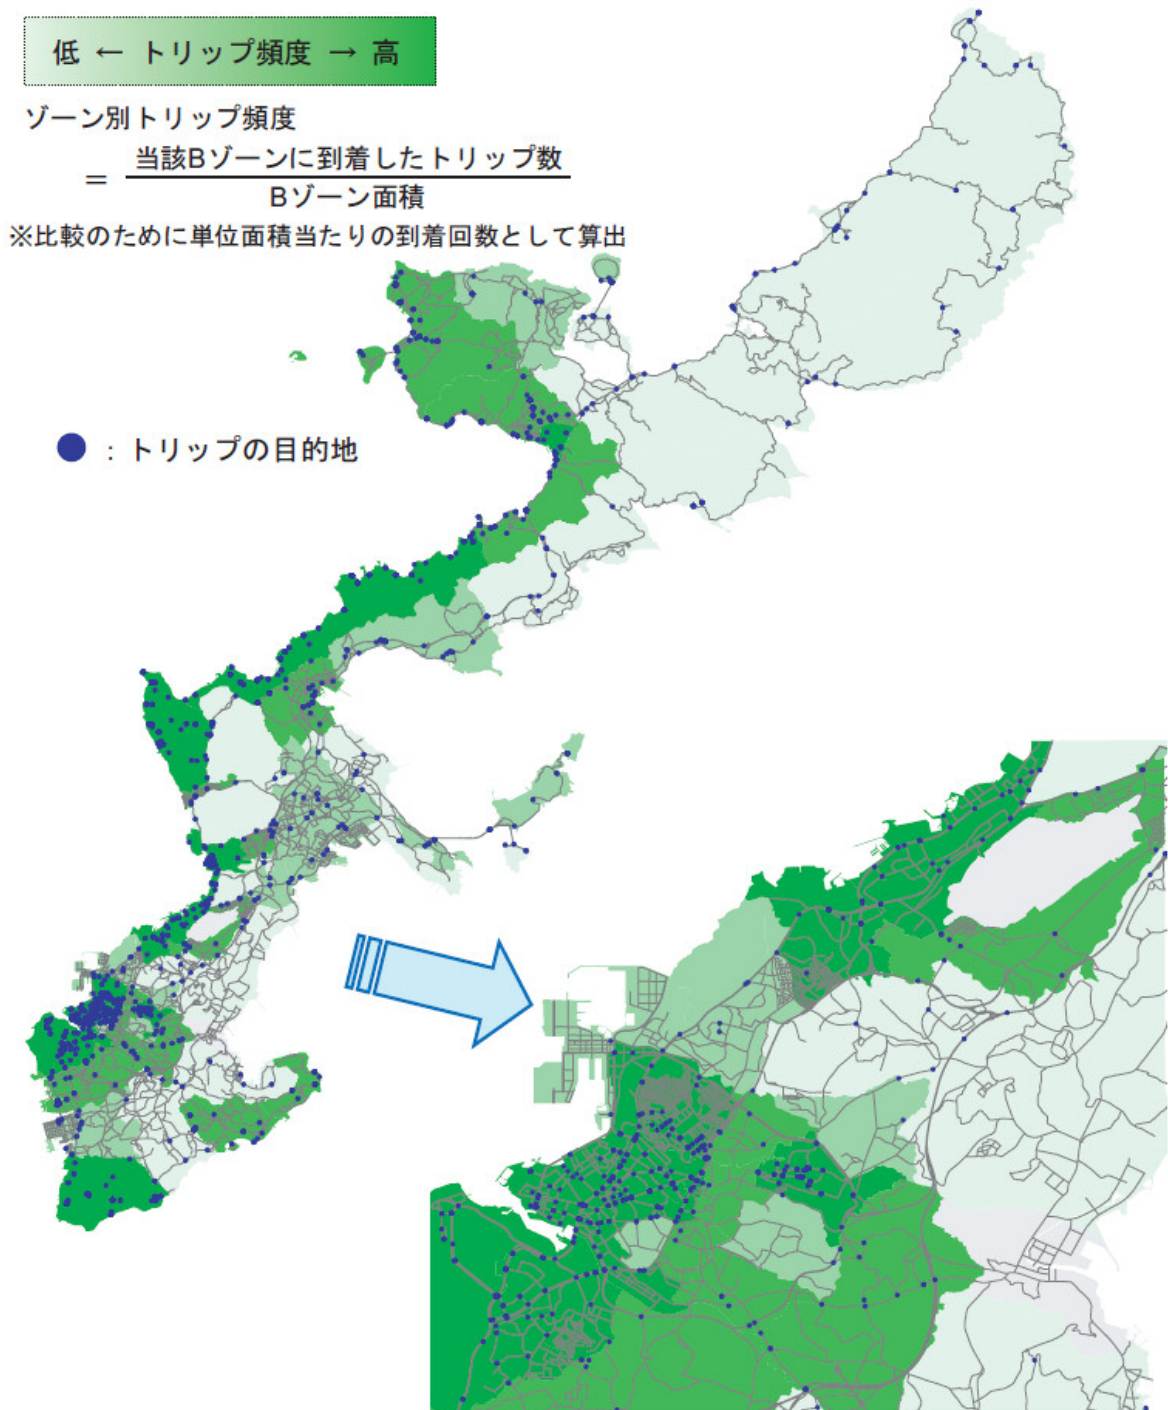 低 ← トリップ頻度 → 高
ゾーン別トリップ頻度
= 当該Bゾーンに到着したトリップ数
Bゾーン面積
※比較のために単位面積当たりの到着回数として算出
：トリップの目的地